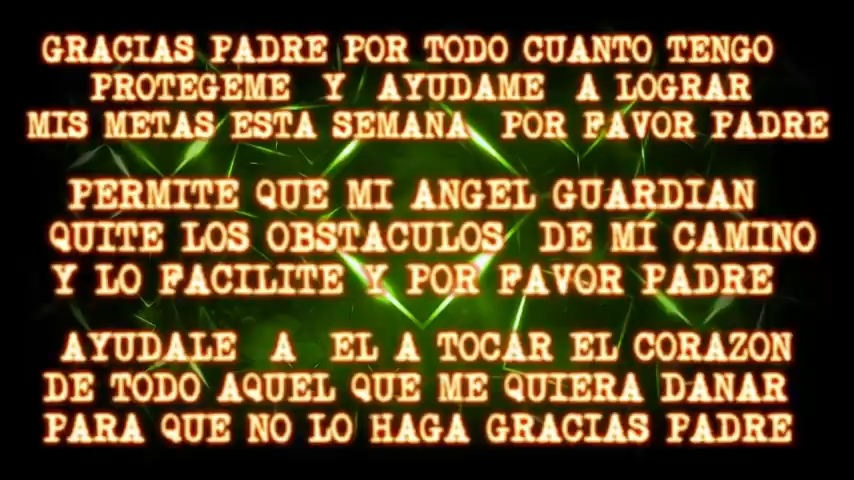 GRACIAS PADRE POR TODO CUANTO TENGO
PROTEGEME Y AYUDAME A LOGRAR
MIS METAS ESTA SEMANA POR FAVOR PADRE
PERMITE QUE MI ANGEL GUARDIAN
QUITE LOS OBSTACULOS DE MI CAMINO
Y LO FACILITE Y POR FAVOR PADRE
AYUDALE A EL A TOCAR EL CORAZON
DE TODO AQUEL QUE ME QUIERA DANAR
PARA QUE NO LO HAGA GRACIAS PADRE